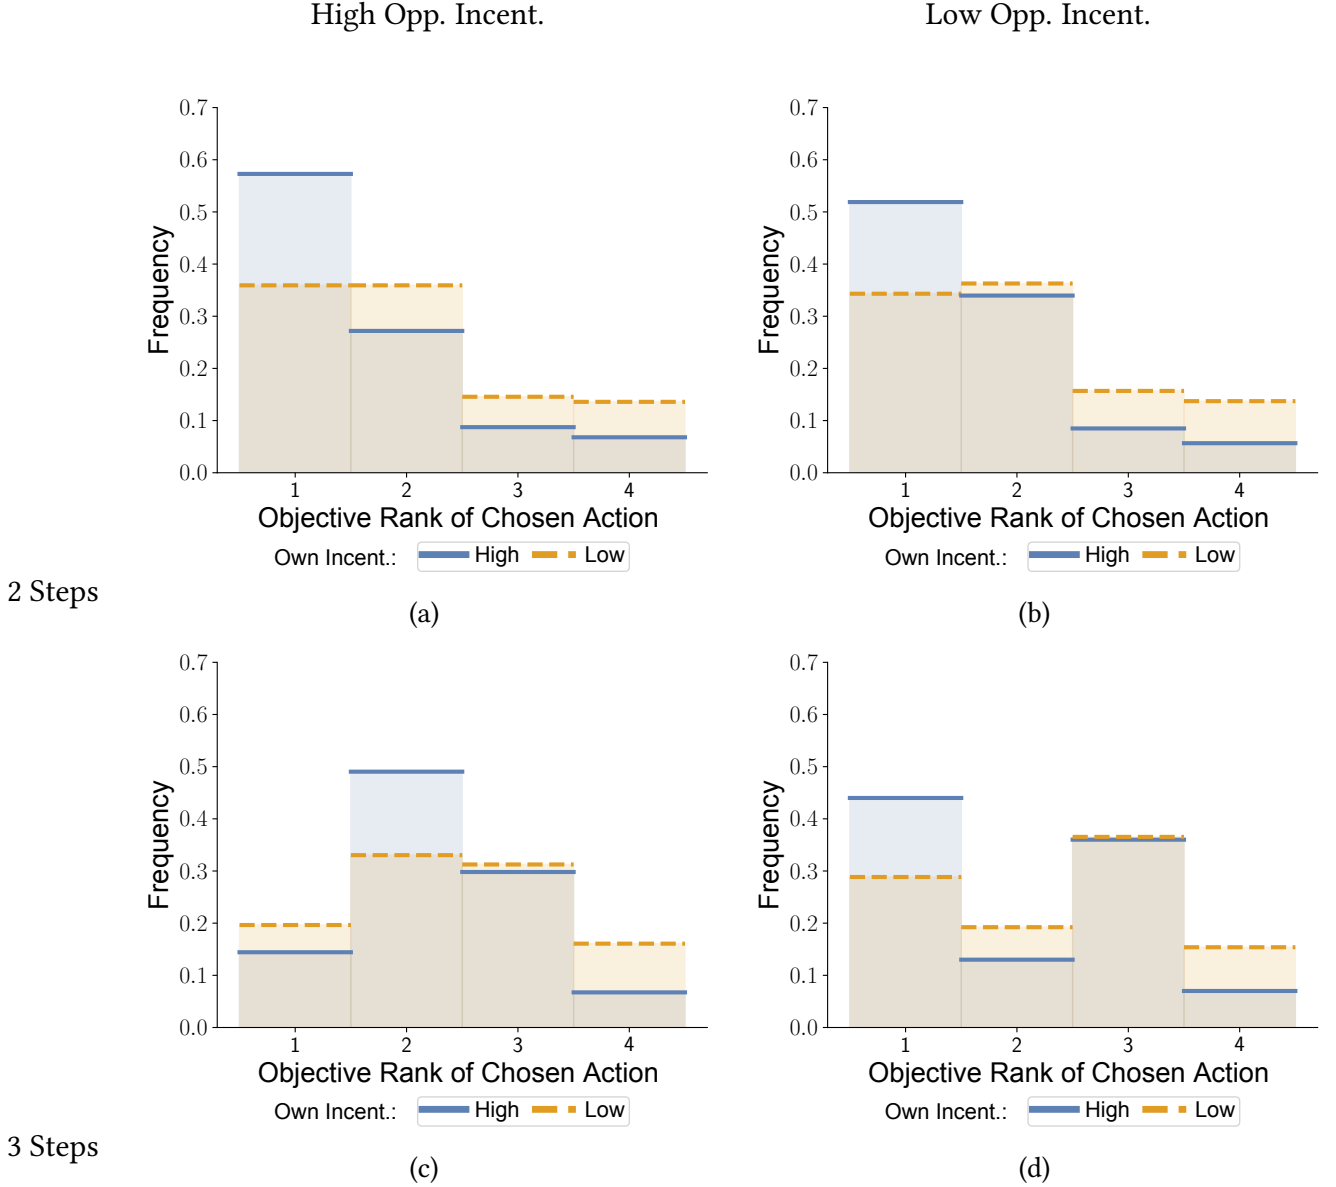 High Opp. Incent.
Low Opp. Incent.
0.7
0.6
0.5
0.4
0.3
0.2
0.1
0.0
Frequency
1 2 3 4
Objective Rank of Chosen Action
Own Incent.: High Low
(a)
0.7
0.6
0.5
0.4
0.3
0.2
0.1
0.0
Frequency
1 2 3 4
Objective Rank of Chosen Action
Own Incent.: High Low
(b)
2 Steps
0.7
0.6
0.5
0.4
0.3
0.2
0.1
0.0
Frequency
1 2 3 4
Objective Rank of Chosen Action
Own Incent.: High Low
(c)
0.7
0.6
0.5
0.4
0.3
0.2
0.1
0.0
Frequency
1 2 3 4
Objective Rank of Chosen Action
Own Incent.: High Low
(d)
3 Steps